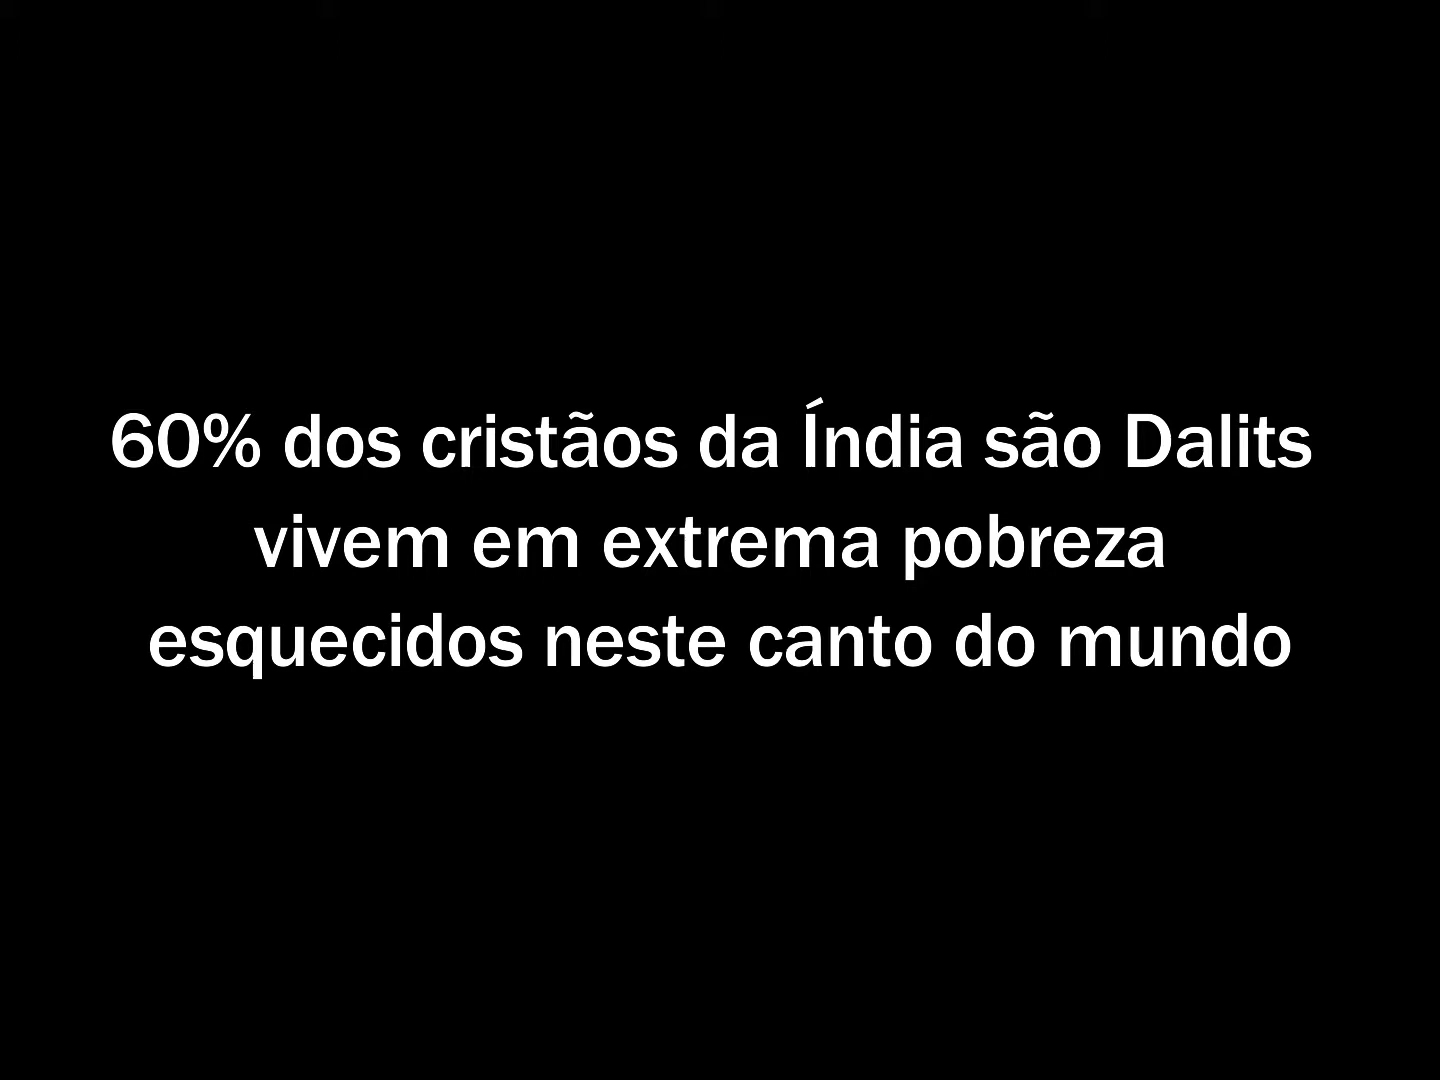 60% dos cristãos da Índia são Dalits
vivem em extrema pobreza
esquecidos neste canto do mundo